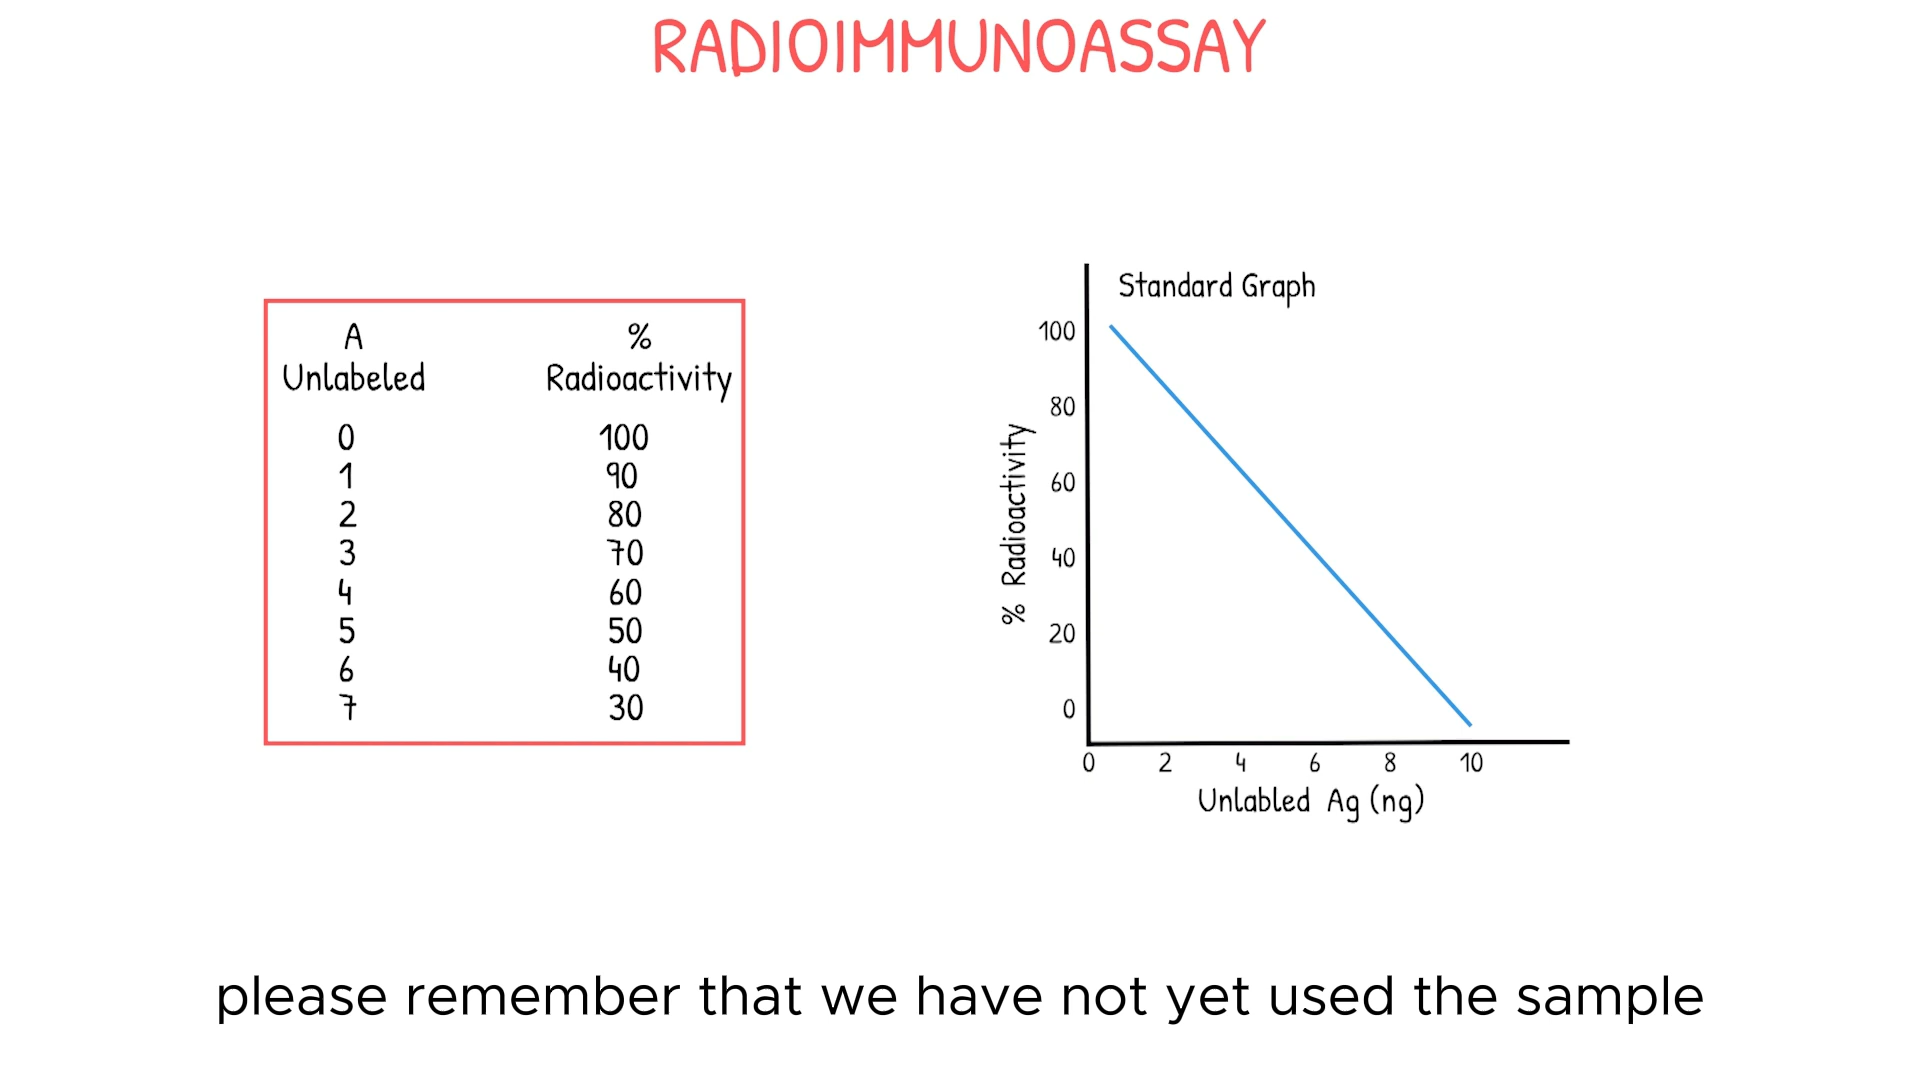 RADIOIMMUNOASSAY
A
Unlabeled
%
Radioactivity
0 100
1 90
2 80
3 70
4 60
5 50
6 40
7 30
Standard Graph
% Radioactivity
100
80
60
40
20
0
0 2 4 6 8 10
Unlabled Ag (ng)
please remember that we have not yet used the sample